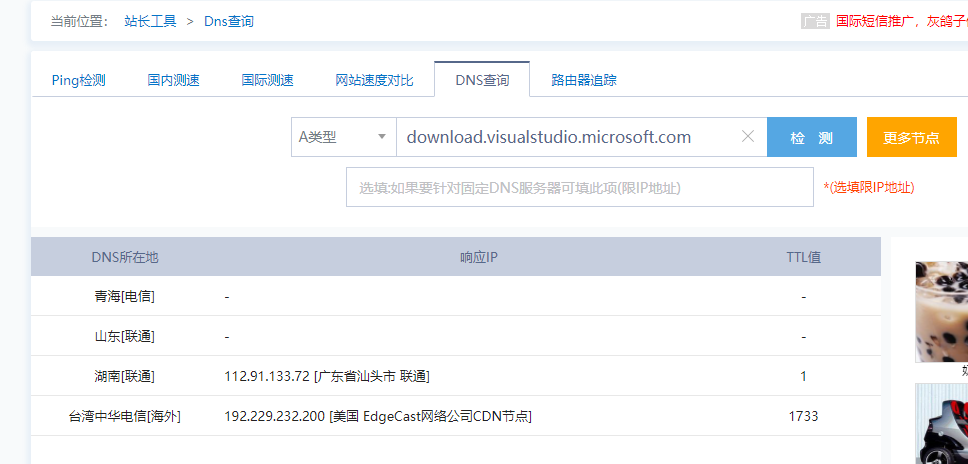 当前位置： 站长工具 > Dns查询
广告 国际短信推广，灰鸽子
Ping检测 国内测速 国际测速 网站速度对比 DNS查询 路由器追踪
A类型 download.visualstudio.microsoft.com 检 测 更多节点
选填:如果要针对固定DNS服务器可填此项(限IP地址) *(选填限IP地址)
DNS所在地 响应IP TTL值
青海[电信] - -
山东[联通] - -
湖南[联通] 112.91.133.72 [广东省汕头市 联通] 1
台湾中华电信[海外] 192.229.232.200 [美国 EdgeCast网络公司CDN节点] 1733